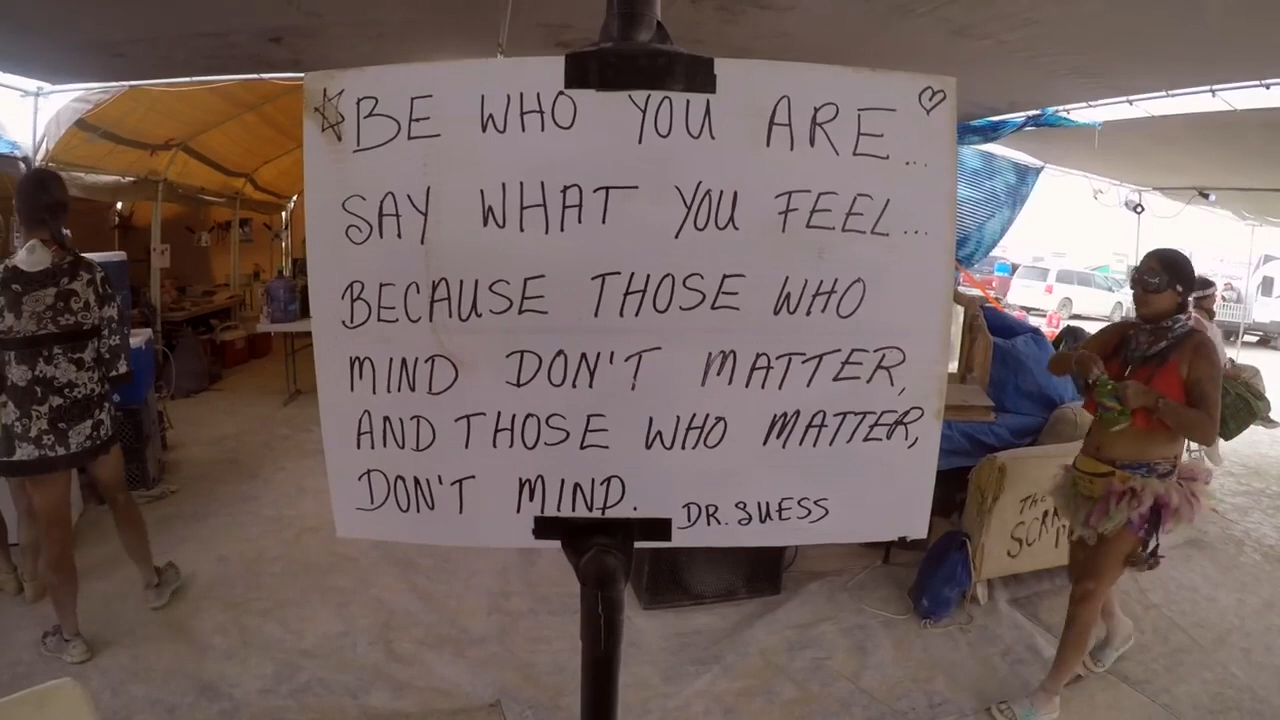 BE WHO YOU ARE...
SAY WHAT YOU FEEL...
BECAUSE THOSE WHO
MIND DON'T MATTER,
AND THOSE WHO MATTER,
DON'T MIND.
DR. SUESS
The